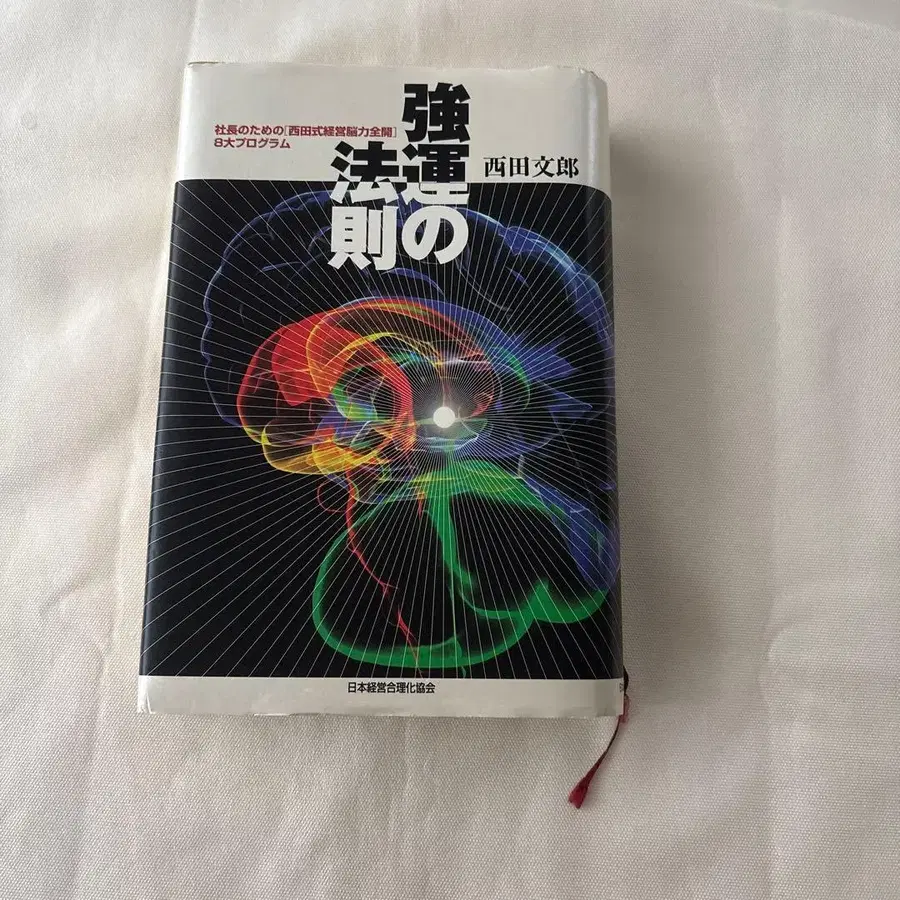 強運の
法則
社長のための[西田式経営脳力全開]
8大プログラム
西田文郎
日本経営合理化協会